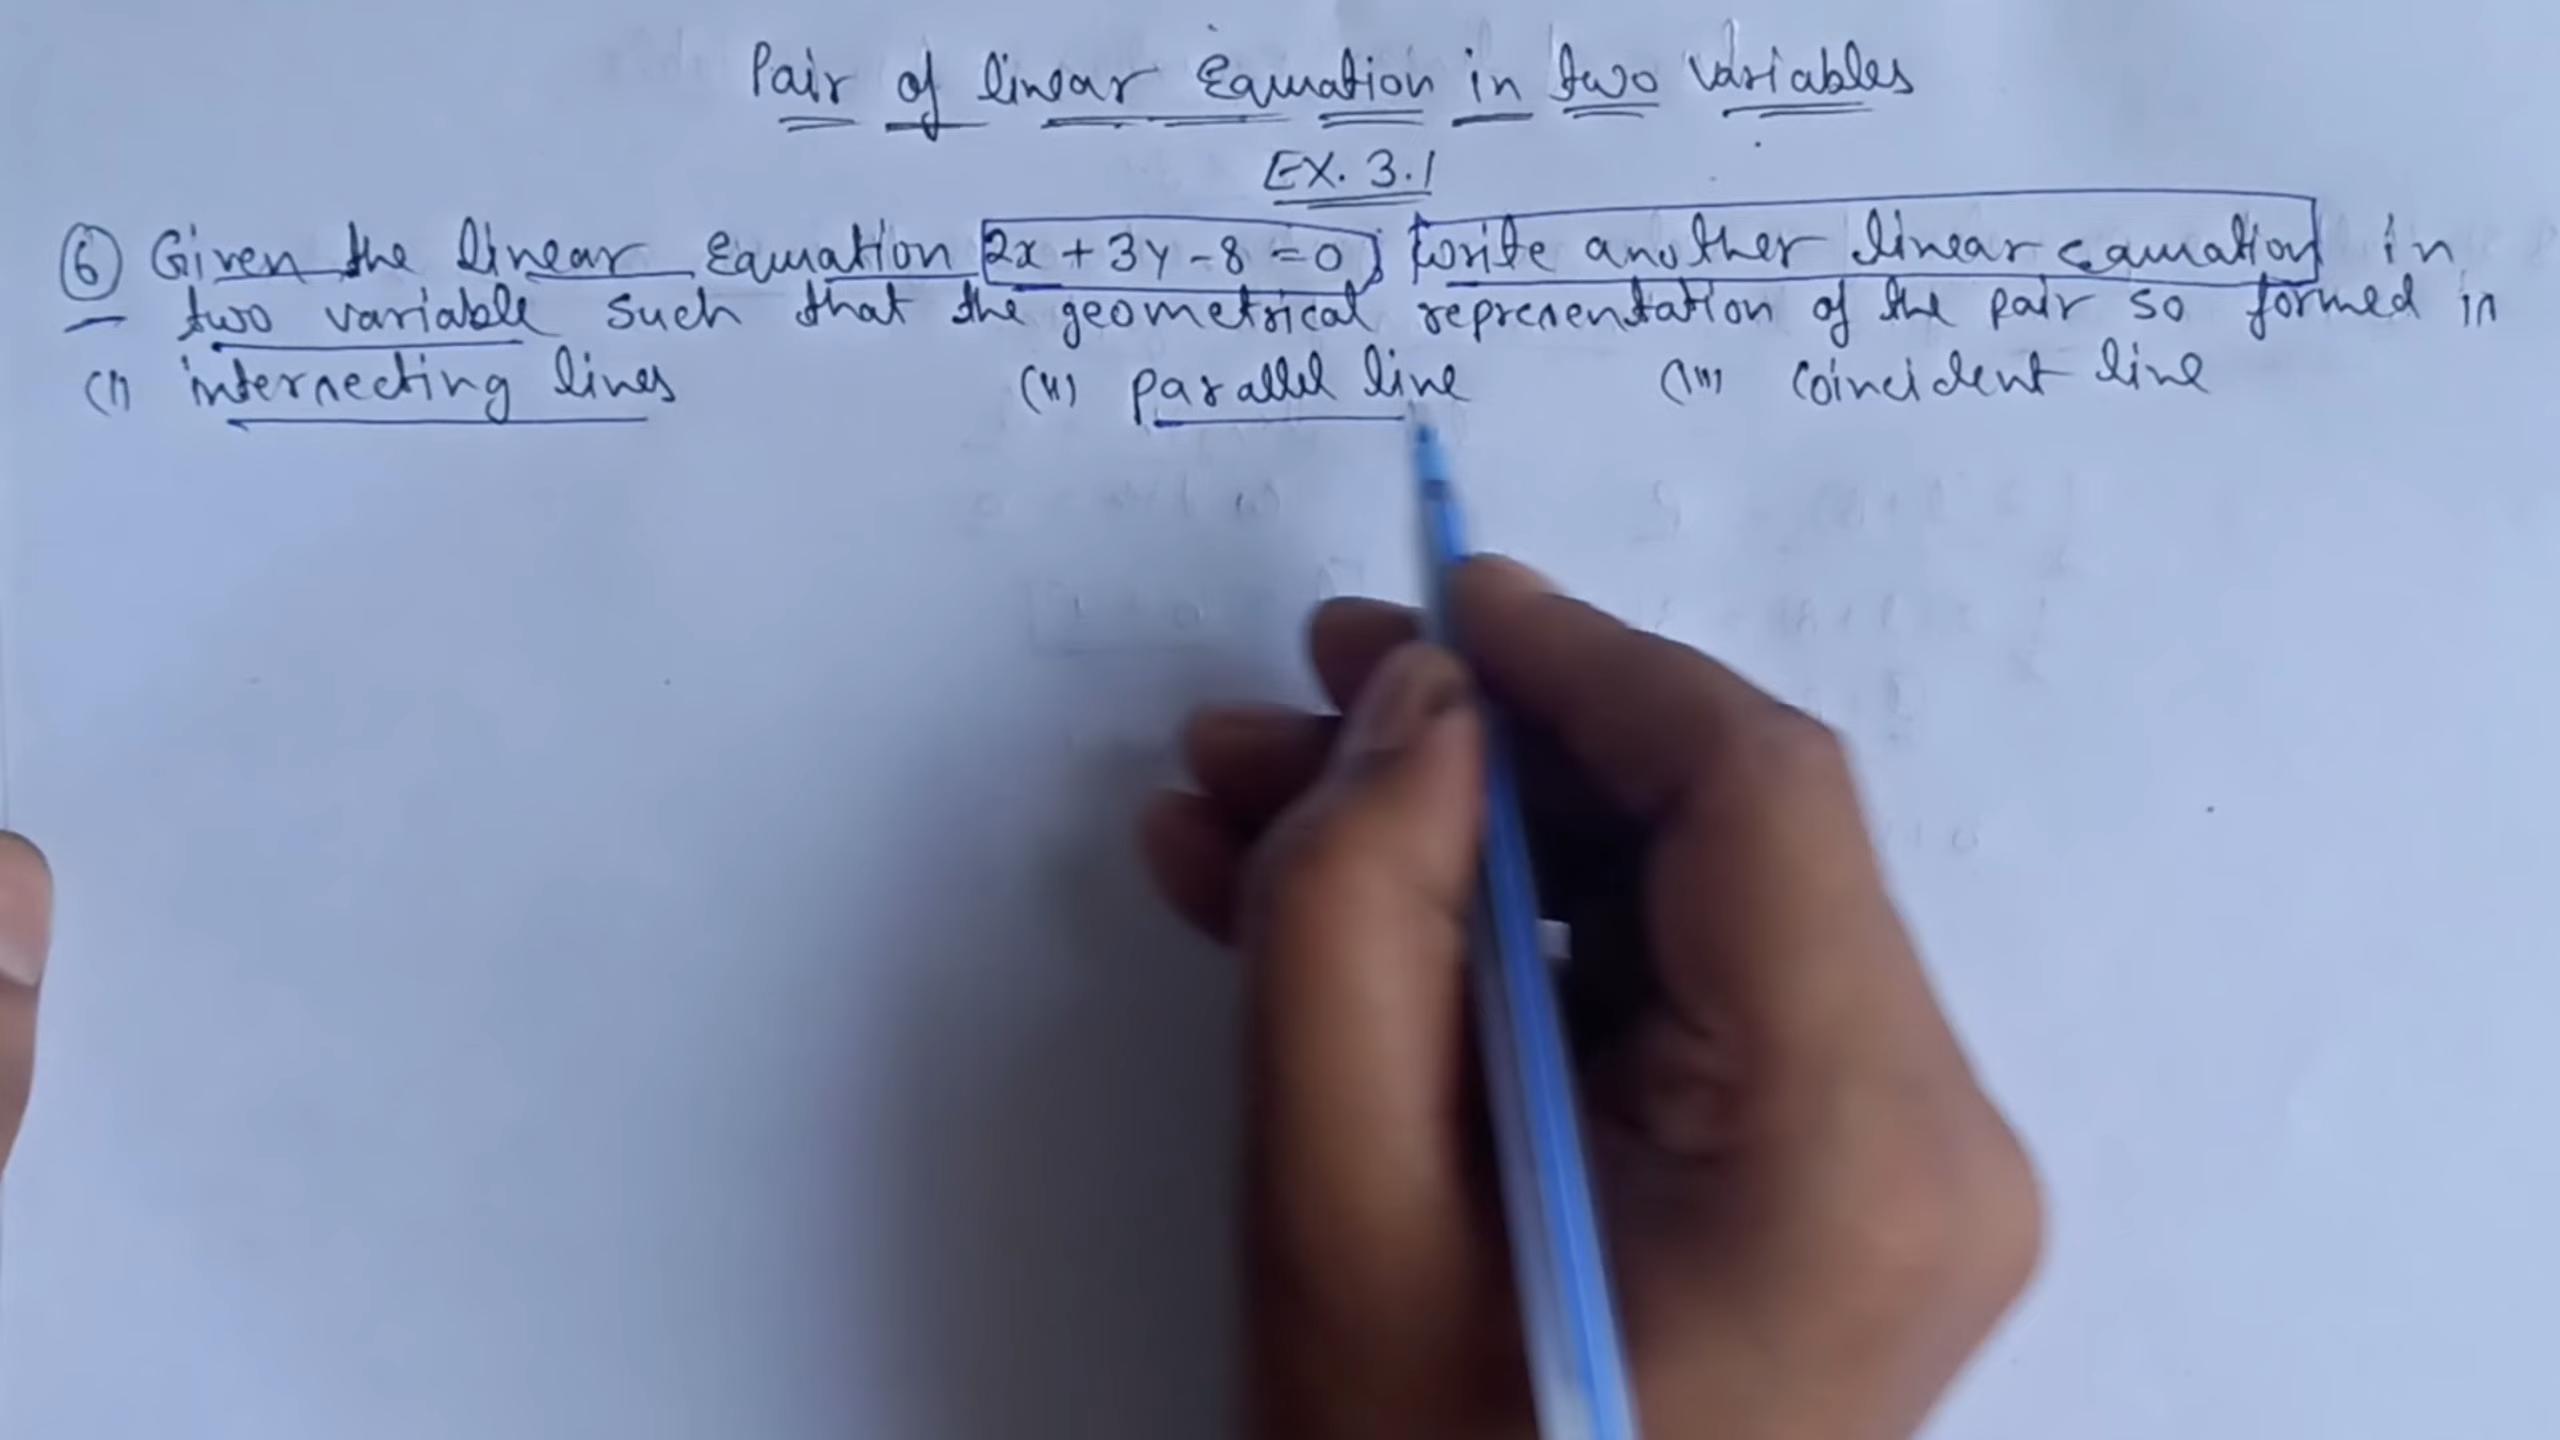 Pair of linear Equation in two variables
EX. 3.1
6 Given the linear Equation 2x + 3y - 8 = 0, write another linear equation in
two variable such that the geometrical representation of the pair so formed in
(i) intersecting lines (ii) parallel line (iii) coincident line